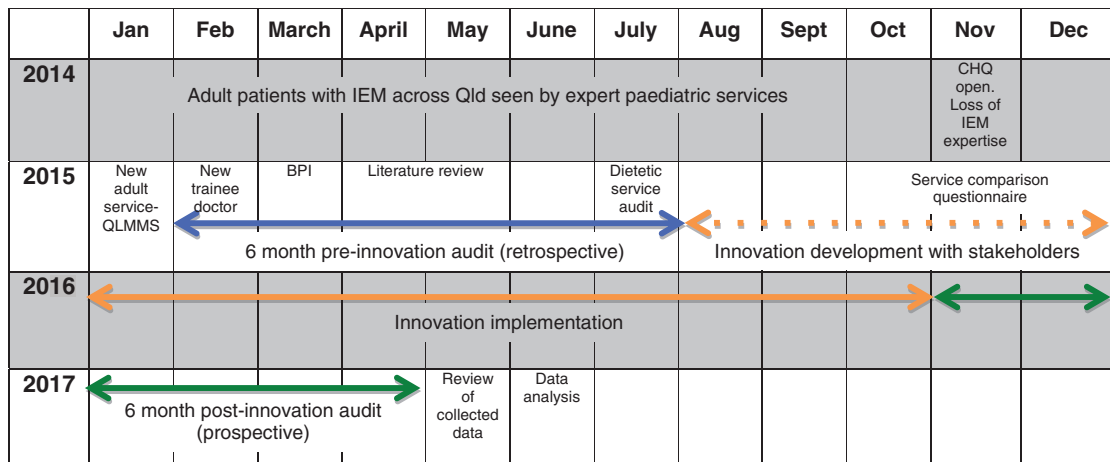 Jan Feb March April May June July Aug Sept Oct Nov Dec
2014
Adult patients with IEM across Qld seen by expert paediatric services
CHQ
open.
Loss of
IEM
expertise
2015
New
adult
service-
QLMMS
New
trainee
doctor
BPI
Literature review
Dietetic
service
audit
Service comparison
questionnaire
6 month pre-innovation audit (retrospective)
Innovation development with stakeholders
2016
Innovation implementation
2017
6 month post-innovation audit
(prospective)
Review
of
collected
data
Data
analysis